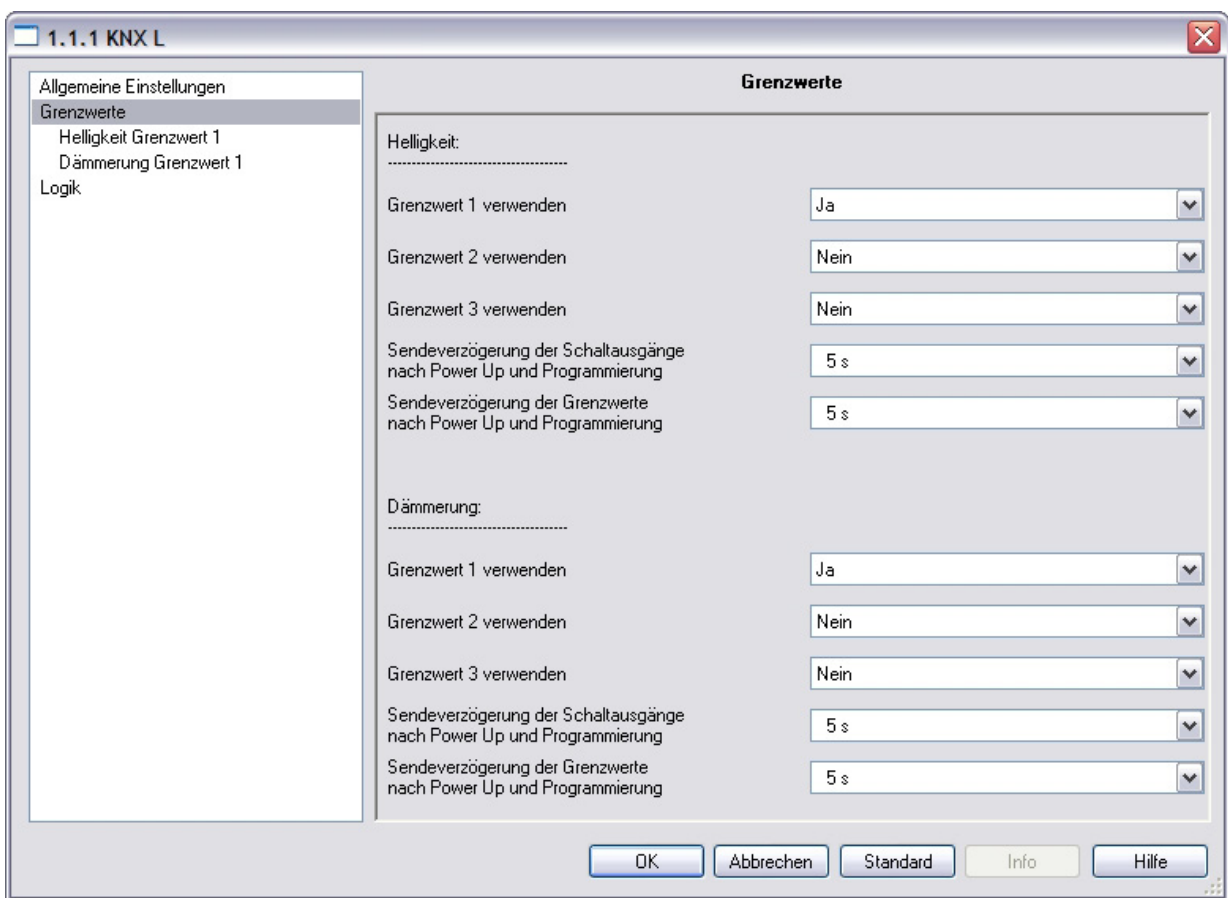 1.1.1 KNX L
Allgemeine Einstellungen
Grenzwerte
Helligkeit Grenzwert 1
Dämmerung Grenzwert 1
Logik
Grenzwerte
Helligkeit:
------------------------------------
Grenzwert 1 verwenden Ja
Grenzwert 2 verwenden Nein
Grenzwert 3 verwenden Nein
Sendeverzögerung der Schaltausgänge
nach Power Up und Programmierung 5 s
Sendeverzögerung der Grenzwerte
nach Power Up und Programmierung 5 s
Dämmerung:
------------------------------------
Grenzwert 1 verwenden Ja
Grenzwert 2 verwenden Nein
Grenzwert 3 verwenden Nein
Sendeverzögerung der Schaltausgänge
nach Power Up und Programmierung 5 s
Sendeverzögerung der Grenzwerte
nach Power Up und Programmierung 5 s
OK Abbrechen Standard Info Hilfe